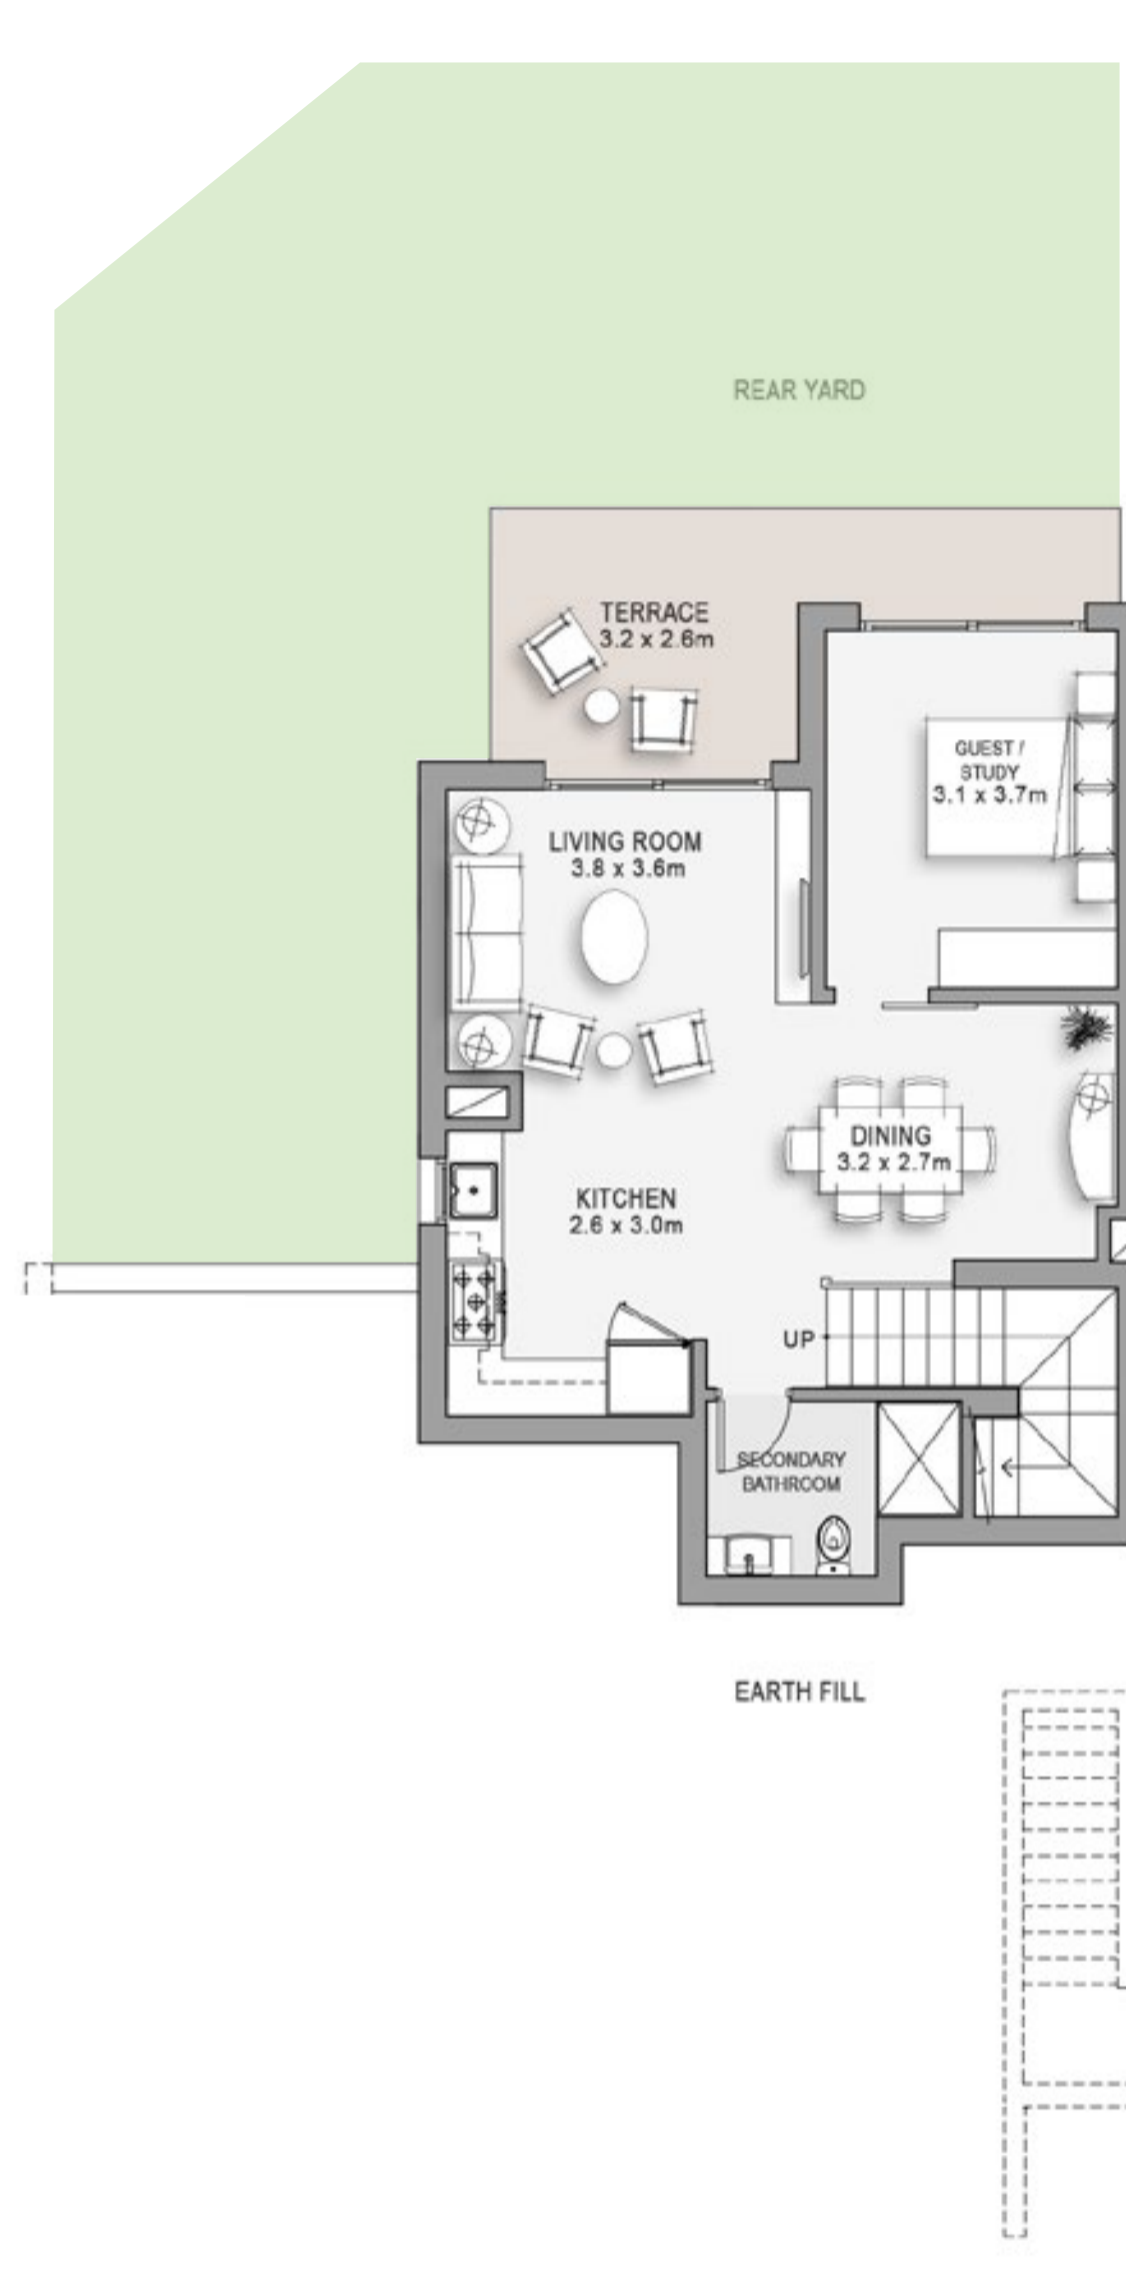 REAR YARD
TERRACE
3.2 x 2.6m
GUEST /
STUDY
3.1 x 3.7m
LIVING ROOM
3.8 x 3.6m
DINING
3.2 x 2.7m
KITCHEN
2.6 x 3.0m
UP
SECONDARY
BATHROOM
EARTH FILL